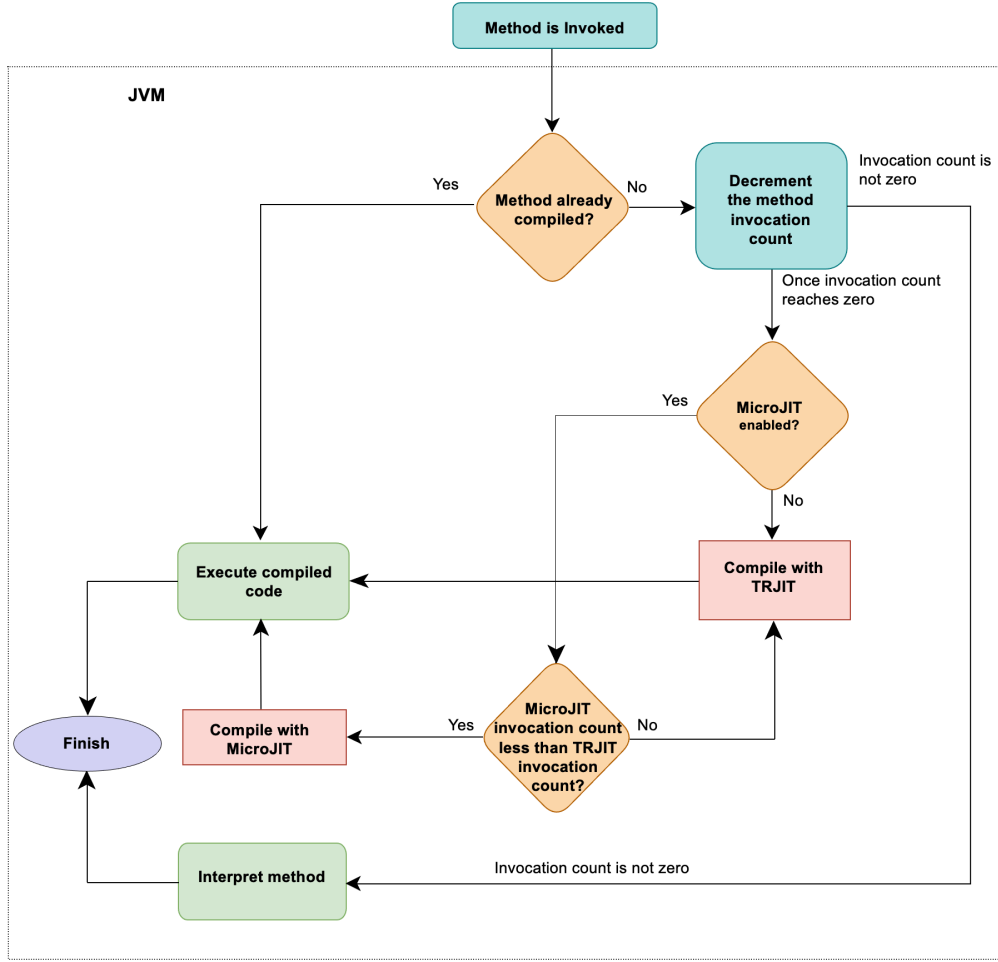 Method is Invoked
JVM
Yes
Method already
compiled?
No
Decrement
the method
invocation
count
Invocation count is
not zero
Once invocation count
reaches zero
Yes
MicroJIT
enabled?
No
Execute compiled
code
Compile with
TRJIT
Finish
Compile with
MicroJIT
Yes
MicroJIT
invocation count
less than TRJIT
invocation
count?
No
Interpret method
Invocation count is not zero